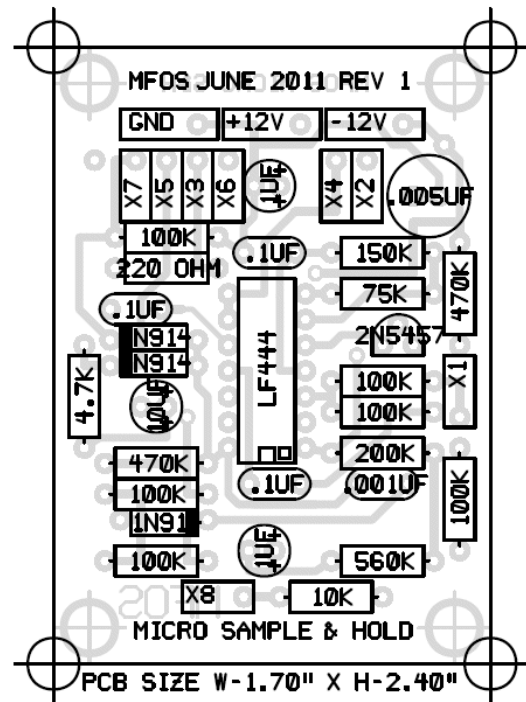 MFOS JUNE 2011 REV 1
GND +12V -12V
X7 X5 X3 X6 1UF + X4 X2 .005UF
100K .1UF 150K
220 OHM
75K 470K
.1UF
N914 2N5457
N914
LF444
4.7K 10UF 100K X1
100K
470K 200K
100K .1UF .001UF 100K
1N91
100K 1UF + 560K
X8 10K
MFOS
MICRO SAMPLE & HOLD
PCB SIZE W-1.70" X H-2.40"